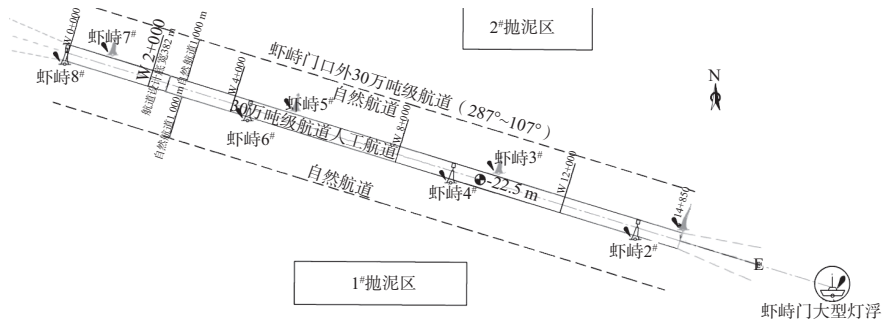 2#抛泥区
W 0+000
虾峙7#
虾峙8#
W 2+000
航道设计底宽382 m
自然航道1 000 m
自然航道1 000 m
虾峙门口外30万吨级航道（287°~107°）
W 4+000
自然航道
虾峙5#
虾峙6#
30万吨级航道人工航道
W 8+000
N
自然航道
虾峙3#
虾峙4#
-22.5 m
W 12+000
14+850
虾峙2#
E
1#抛泥区
虾峙门大型灯浮